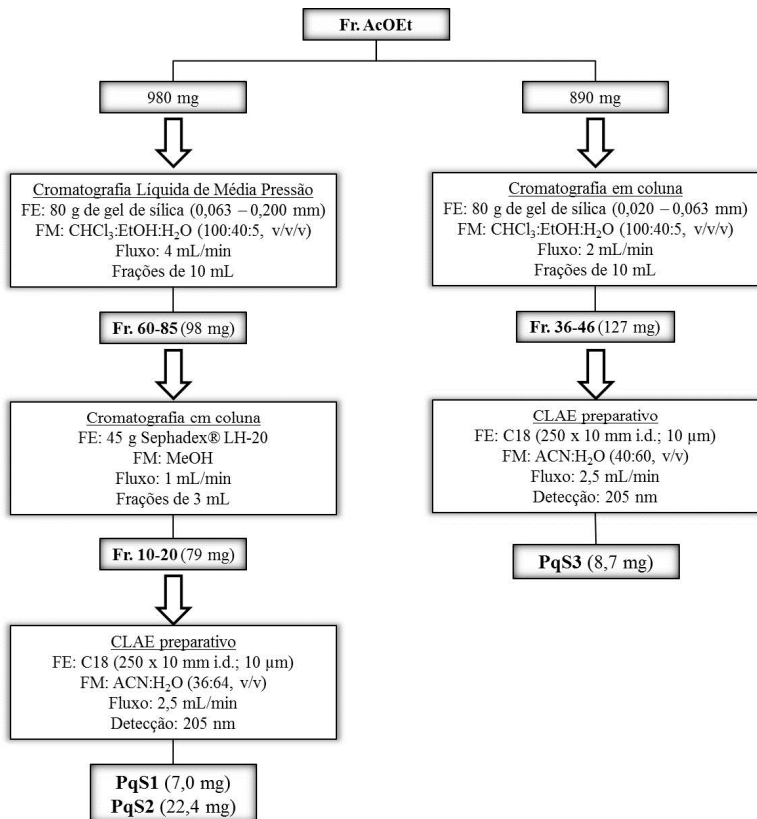 Fr. AcOEt
980 mg
890 mg
Cromatografia Líquida de Média Pressão
FE: 80 g de gel de sílica (0,063 – 0,200 mm)
FM: CHCl₃:EtOH:H₂O (100:40:5, v/v/v)
Fluxo: 4 mL/min
Frações de 10 mL
Cromatografia em coluna
FE: 80 g de gel de sílica (0,020 – 0,063 mm)
FM: CHCl₃:EtOH:H₂O (100:40:5, v/v/v)
Fluxo: 2 mL/min
Frações de 10 mL
Fr. 60-85 (98 mg)
Fr. 36-46 (127 mg)
Cromatografia em coluna
FE: 45 g Sephadex® LH-20
FM: MeOH
Fluxo: 1 mL/min
Frações de 3 mL
CLAE preparativo
FE: C18 (250 x 10 mm i.d.; 10 µm)
FM: ACN:H₂O (40:60, v/v)
Fluxo: 2,5 mL/min
Detecção: 205 nm
Fr. 10-20 (79 mg)
PqS3 (8,7 mg)
CLAE preparativo
FE: C18 (250 x 10 mm i.d.; 10 µm)
FM: ACN:H₂O (36:64, v/v)
Fluxo: 2,5 mL/min
Detecção: 205 nm
PqS1 (7,0 mg)
PqS2 (22,4 mg)